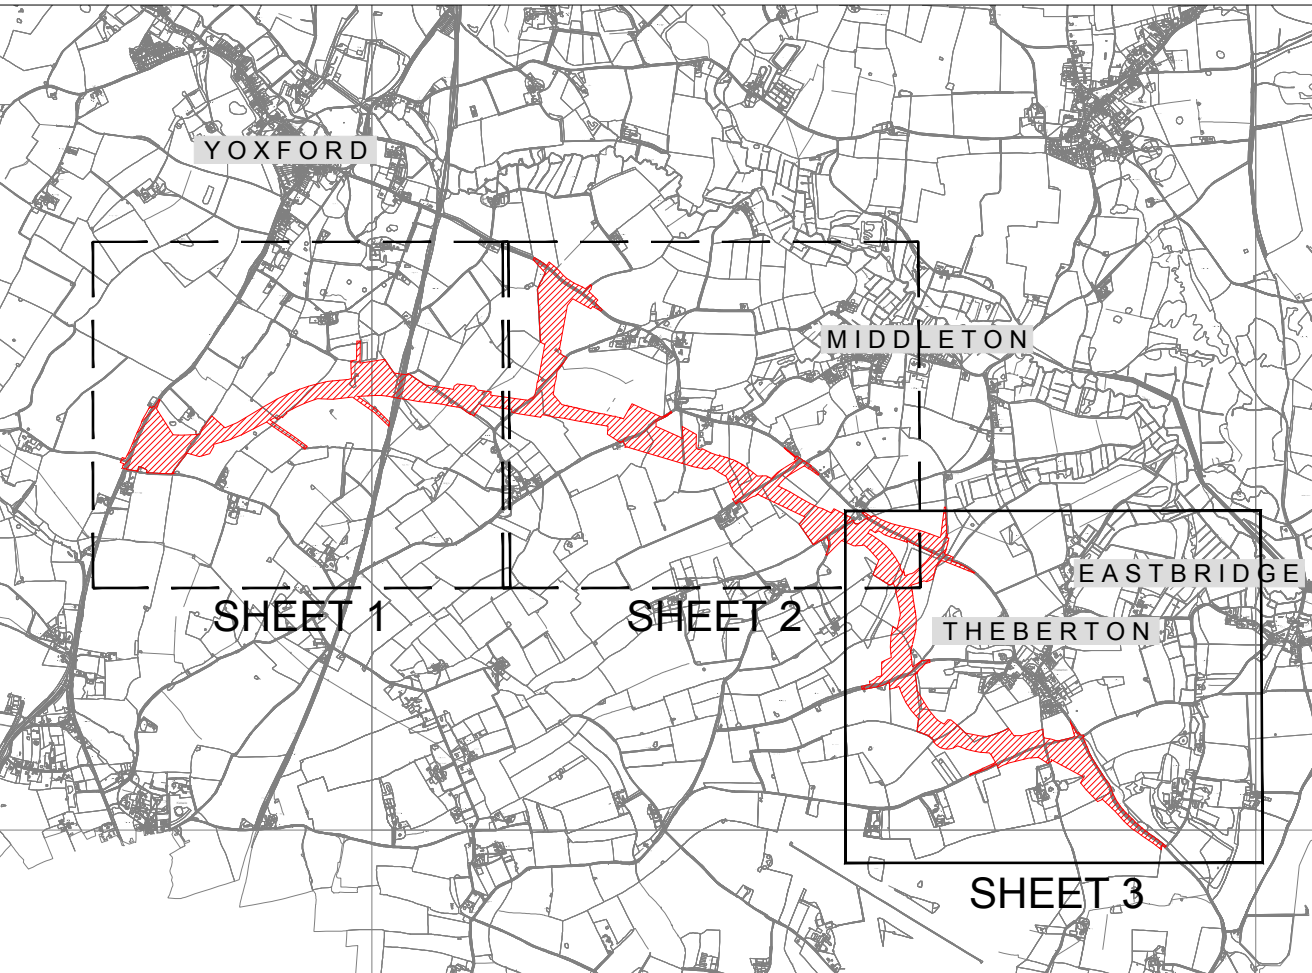 YOXFORD
MIDDLETON
EASTBRIDGE
SHEET 1
SHEET 2
THEBERTON
SHEET 3